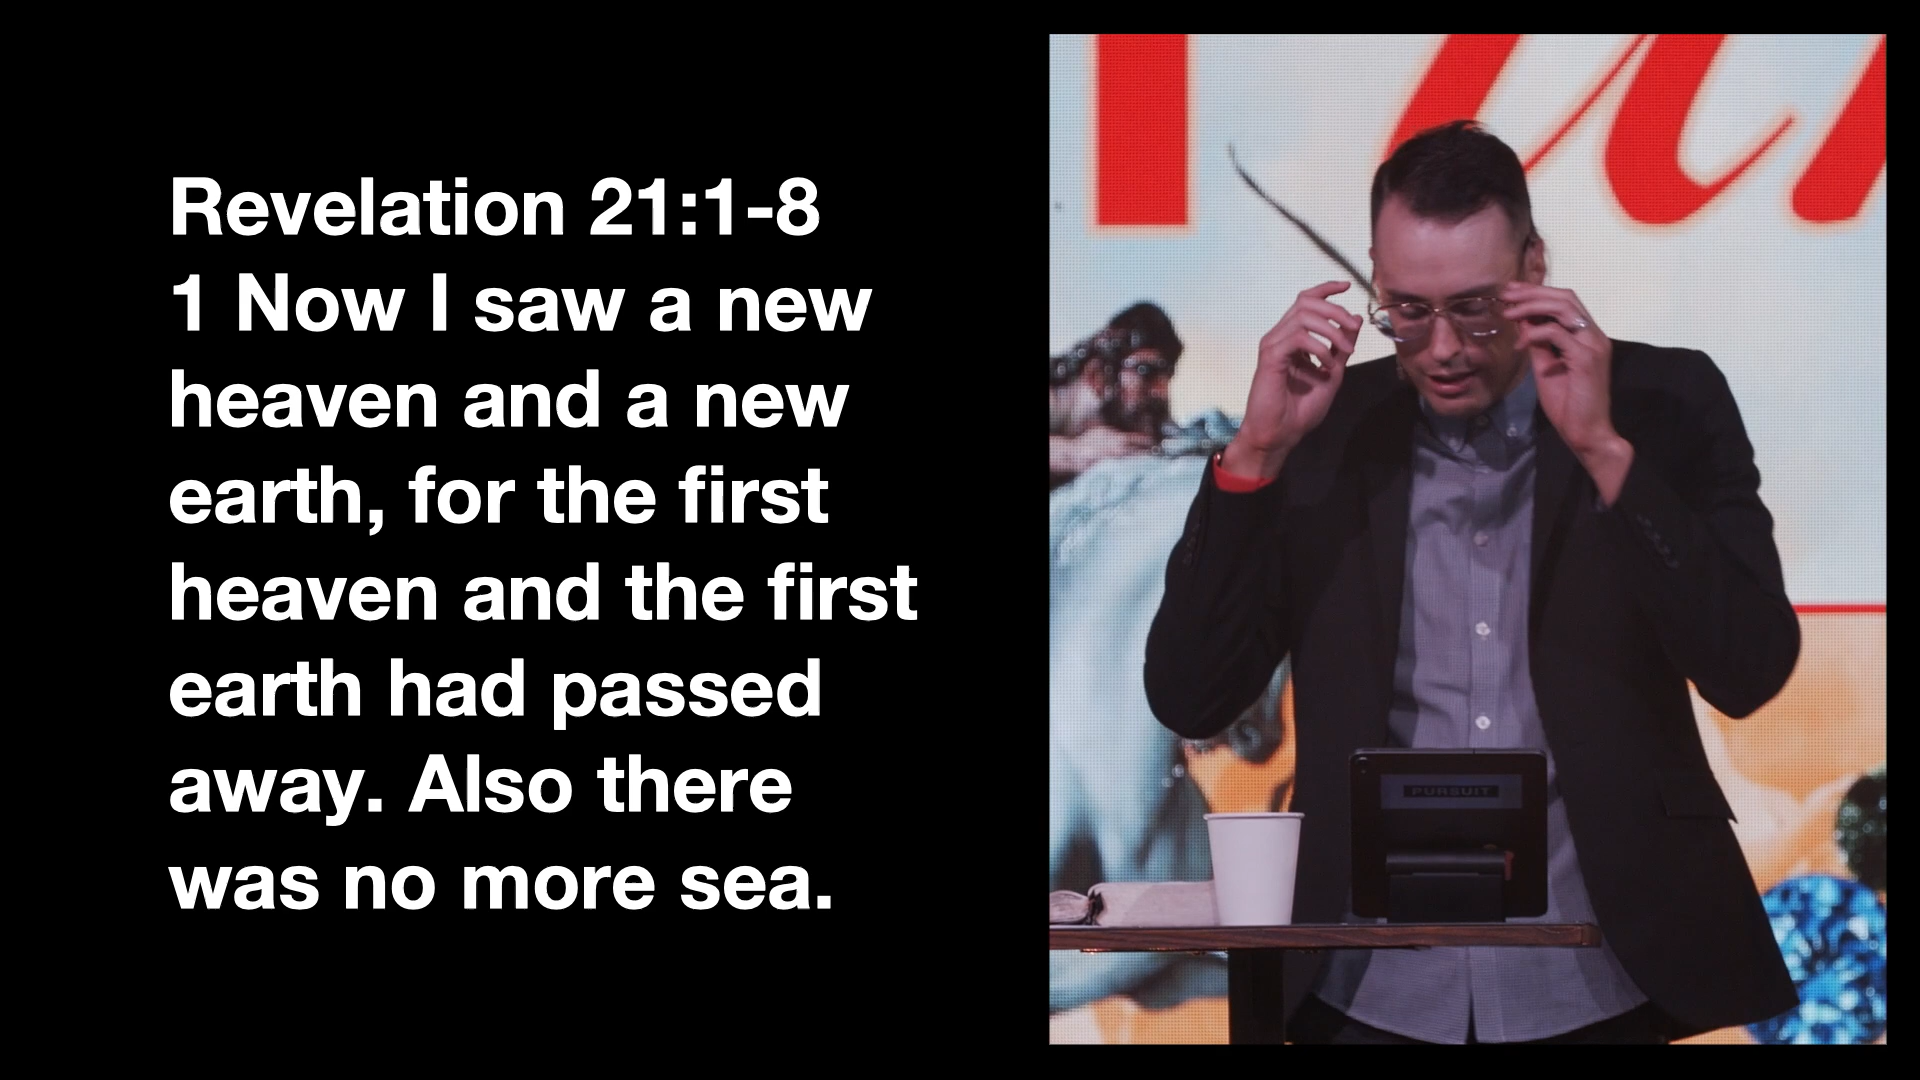 Revelation 21:1-8
1 Now I saw a new
heaven and a new
earth, for the first
heaven and the first
earth had passed
away. Also there
was no more sea.
PURSUIT